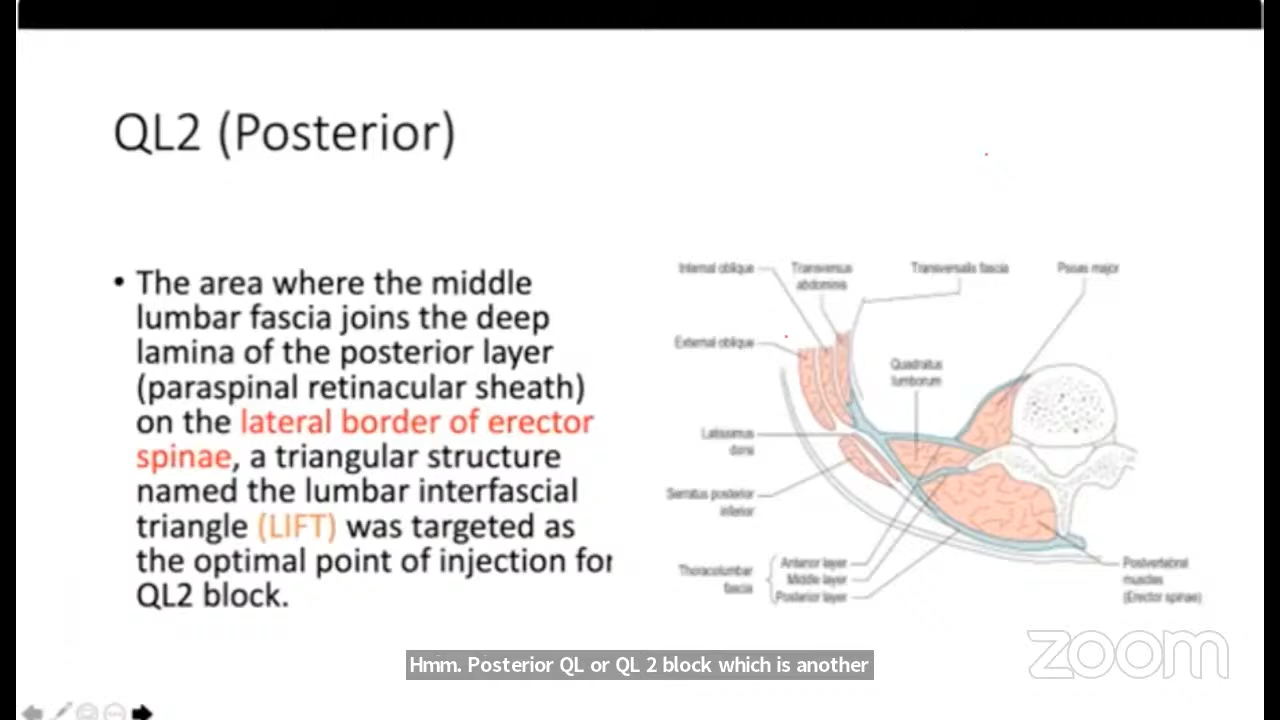 QL2 (Posterior)
• The area where the middle
lumbar fascia joins the deep
lamina of the posterior layer
(paraspinal retinacular sheath)
on the lateral border of erector
spinae, a triangular structure
named the lumbar interfascial
triangle (LIFT) was targeted as
the optimal point of injection for
QL2 block.
Internal oblique
Transversus
abdominis
Transversalis fascia
Psoas major
External oblique
Quadratus
lumborum
Latissimus
dorsi
Serratus posterior
inferior
Thoracolumbar
fascia
Anterior layer
Middle layer
Posterior layer
Postvertebral
muscles
(Erector spinae)
Hmm. Posterior QL or QL 2 block which is another
zoom